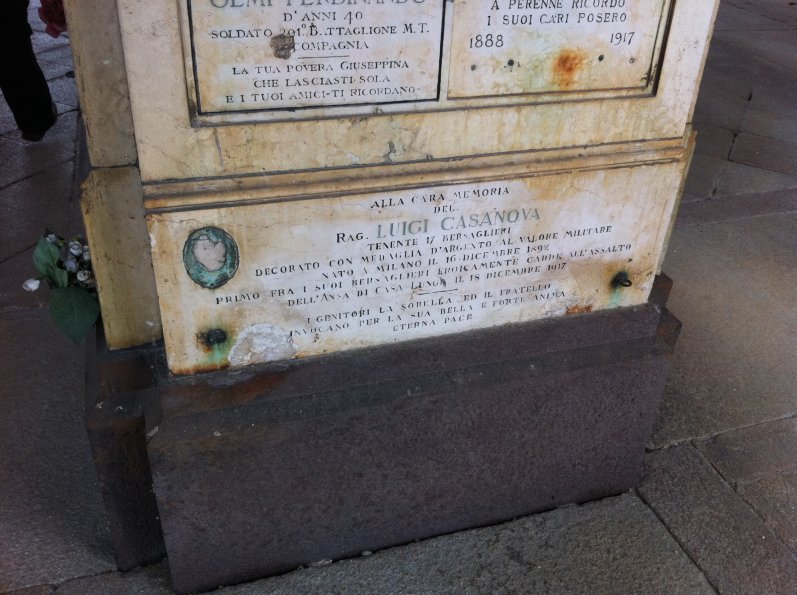 GEMI FERDINANDO
D'ANNI 40
SOLDATO 201º B TTAGLIONE M.T.
COMPAGNIA
LA TUA POVERA GIUSEPPINA
CHE LASCIASTI SOLA
E I TUOI AMICI-TI RICORDANO-
A PERENNE RICORDO
I SUOI CARI POSERO
1888 1917
ALLA CARA MEMORIA
DEL
RAG. LUIGI CASANOVA
TENENTE 17 BERSAGLIERI
DECORATO CON MEDAGLIA D'ARGENTO AL VALORE MILITARE
NATO A MILANO IL 16-DICEMBRE 1892
PRIMO FRA I SUOI BERSAGLIERI EROICAMENTE CADDE ALL'ASSALTO
DELL'ANSA DI CASA LUNGA IL 18 DICEMBRE 1917
I GENITORI LA SORELLA ED IL FRATELLO
INVOCANO PER LA SUA BELLA E FORTE ANIMA
ETERNA PACE